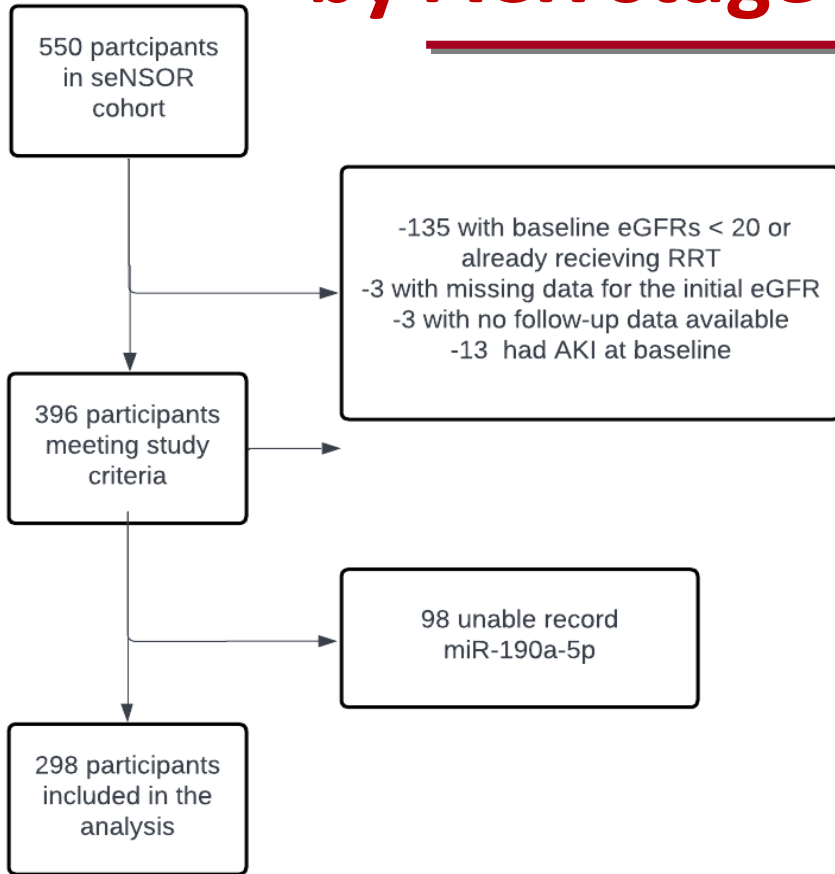 by stage
550 partcipants
in seNSOR
cohort
-135 with baseline eGFRs < 20 or
already recieving RRT
-3 with missing data for the initial eGFR
-3 with no follow-up data available
-13 had AKI at baseline
396 participants
meeting study
criteria
98 unable record
miR-190a-5p
298 participants
included in the
analysis